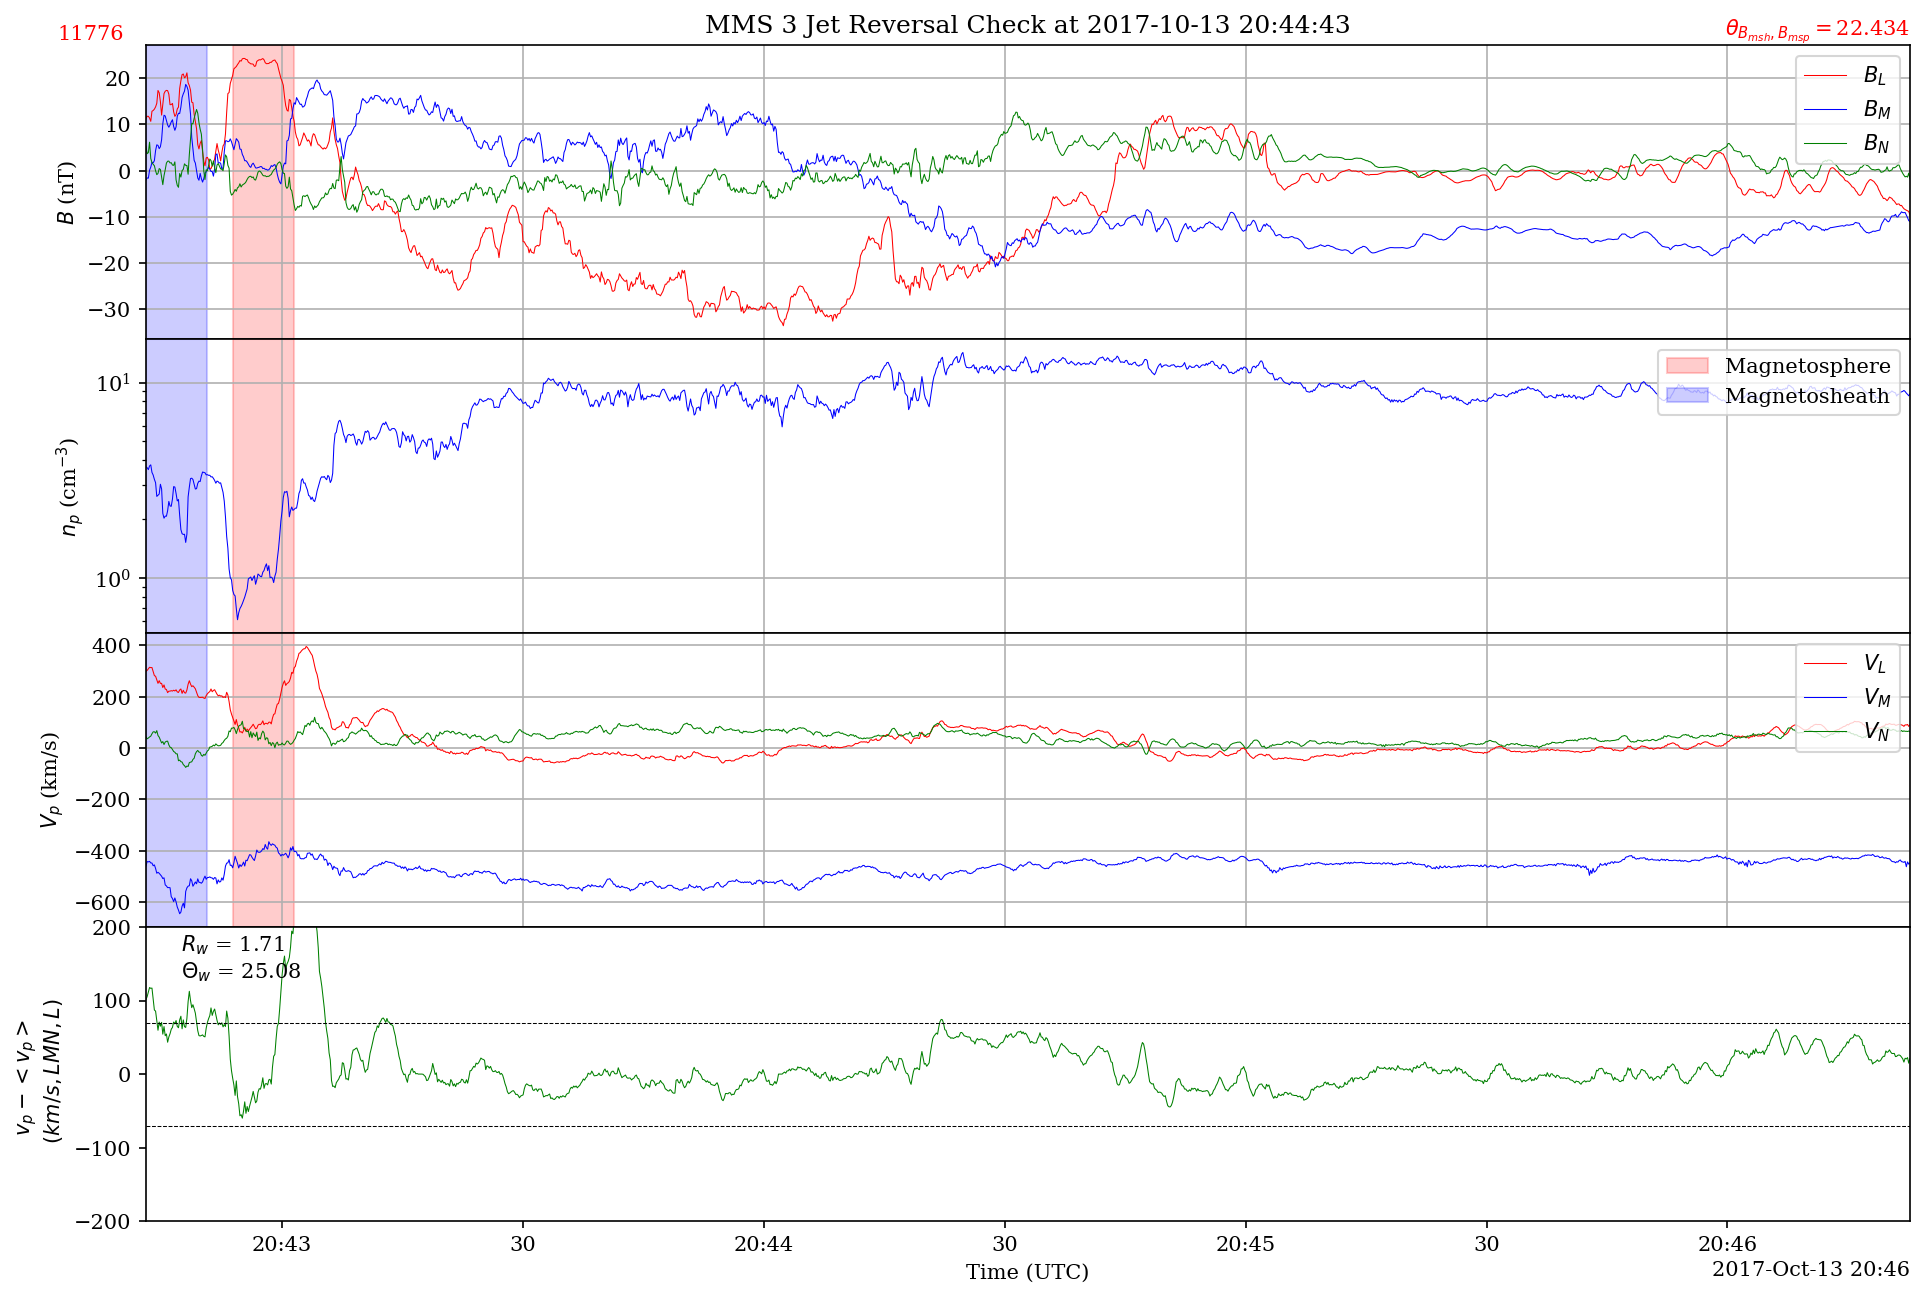 11776
MMS 3 Jet Reversal Check at 2017-10-13 20:44:43
θ_{B_{msh}, B_{msp}} = 22.434
20
10
0
−10
−20
−30
B (nT)
B_L
B_M
B_N
10^1
10^0
n_p (cm^{−3})
Magnetosphere
Magnetosheath
400
200
0
−200
−400
−600
V_p (km/s)
V_L
V_M
V_N
200
100
0
−100
−200
v_p − < v_p >
(km/s, LMN, L)
R_w = 1.71
Θ_w = 25.08
20:43
30
20:44
30
20:45
30
20:46
Time (UTC)
2017-Oct-13 20:46